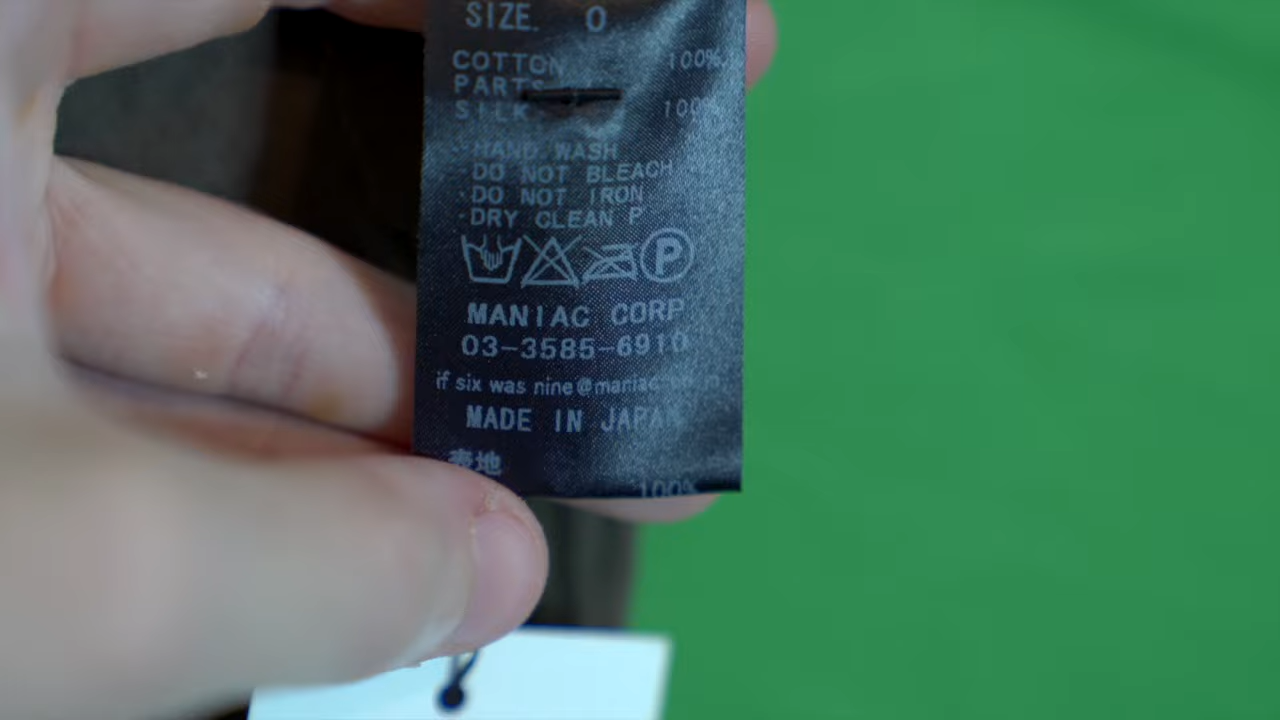 SIZE. 0
COTTON 100%
PARTS
SILK 100%
·HAND WASH
·DO NOT BLEACH
·DO NOT IRON
·DRY CLEAN P
P
MANIAC CORP
03-3585-6910
if six was nine@maniac
MADE IN JAPAN
表地
100%